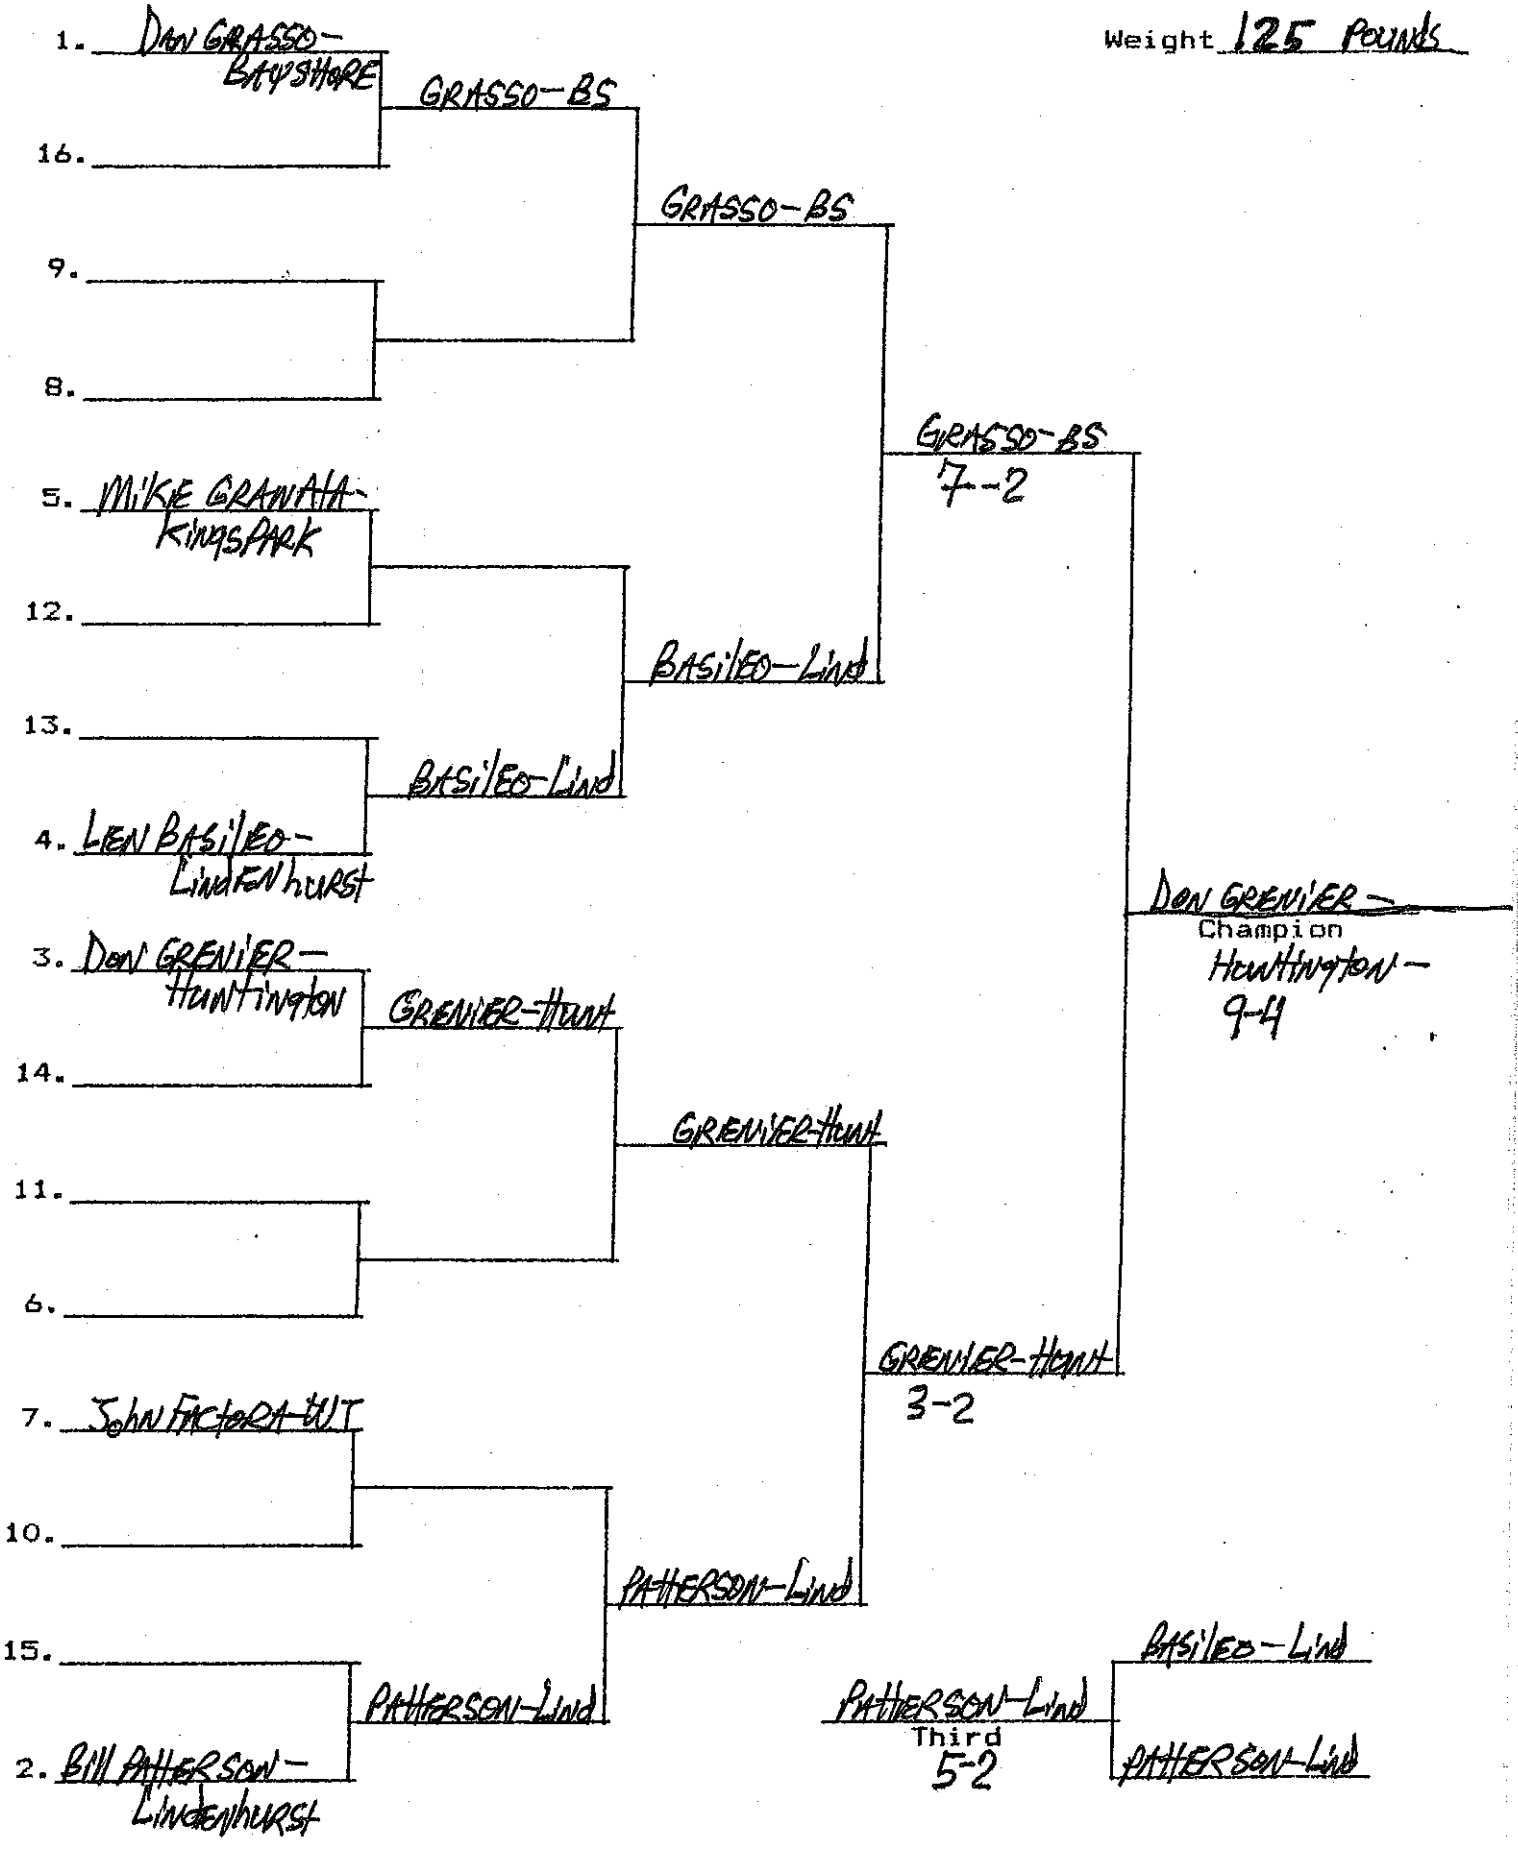 Weight 125 POUNDS
1. DAN GRASSO-
BAYSHORE
GRASSO-BS
16.
GRASSO-BS
9.
8.
GRASSO-BS
7-2
5. MIKE GRANATA-
KINGS PARK
12.
BASILEO-LIND
13.
BASILEO-LIND
4. LEN BASILEO-
LINDENHURST
DON GRENIER-
Champion
HUNTINGTON-
9-4
3. DON GRENIER-
HUNTINGTON
GRENIER-HUNT
14.
GRENIER-HUNT
11.
6.
GRENIER-HUNT
3-2
7. JOHN FACTORA-WI
10.
PATTERSON-LIND
15.
PATTERSON-LIND
2. BILL PATTERSON-
LINDENHURST
BASILEO-LIND
PATTERSON-LIND
Third
5-2
PATTERSON-LIND